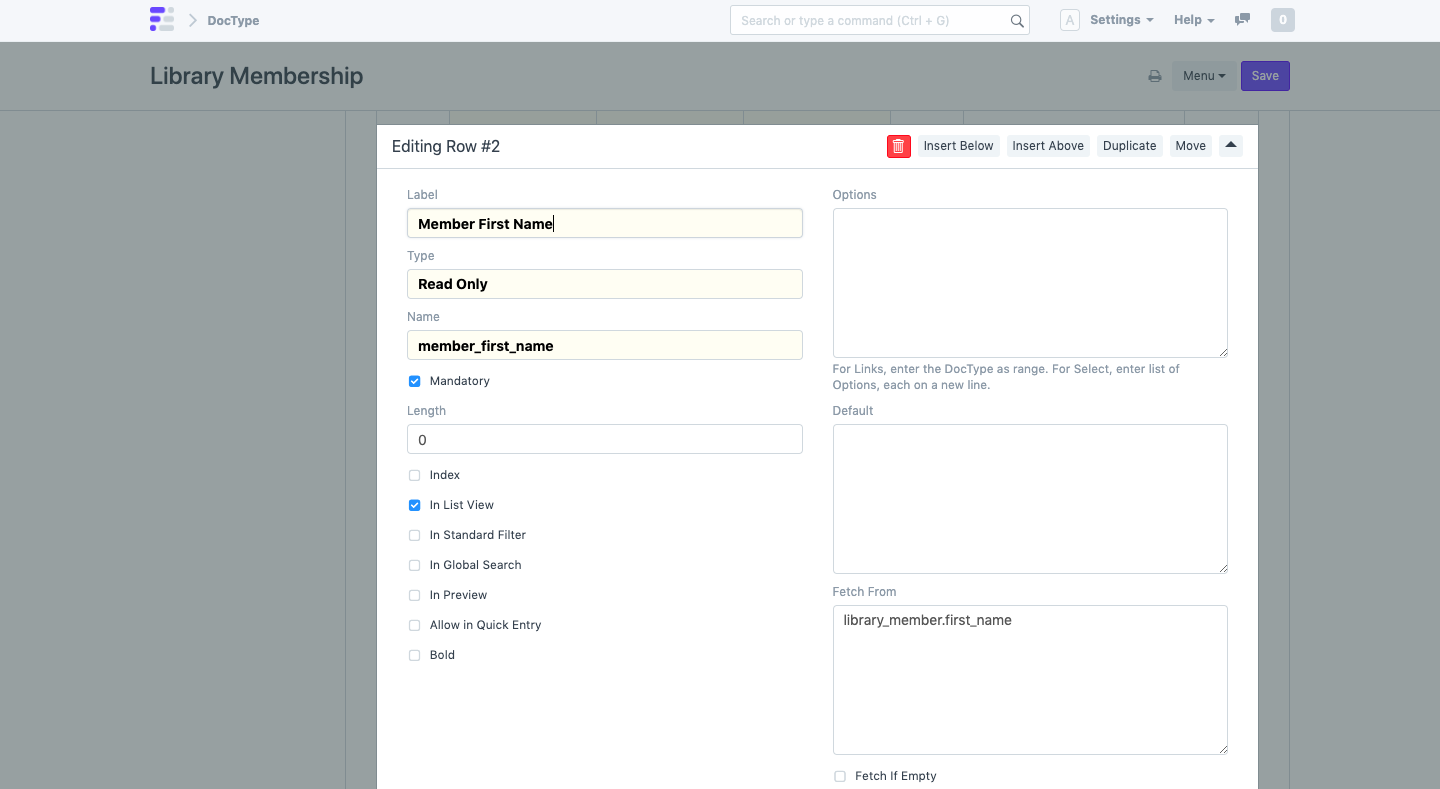 DocType
Search or type a command (Ctrl + G)
A
Settings
Help
0
Library Membership
Menu
Save
Editing Row #2
Insert Below
Insert Above
Duplicate
Move
Label
Member First Name
Type
Read Only
Name
member_first_name
Mandatory
Length
0
Index
In List View
In Standard Filter
In Global Search
In Preview
Allow in Quick Entry
Bold
Options
For Links, enter the DocType as range. For Select, enter list of
Options, each on a new line.
Default
Fetch From
library_member.first_name
Fetch If Empty